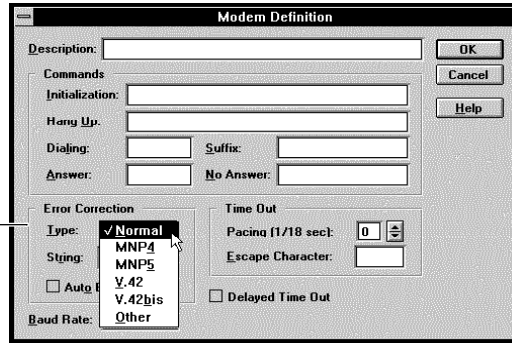 Modem Definition
Description:
OK
Commands
Cancel
Initialization:
Help
Hang Up:
Dialing:
Suffix:
Answer:
No Answer:
Error Correction
Time Out
Type:
✓Normal
Pacing (1/18 sec):
0
MNP4
String:
MNP5
Escape Character:
V.42
Auto
V.42bis
Delayed Time Out
Baud Rate:
Other